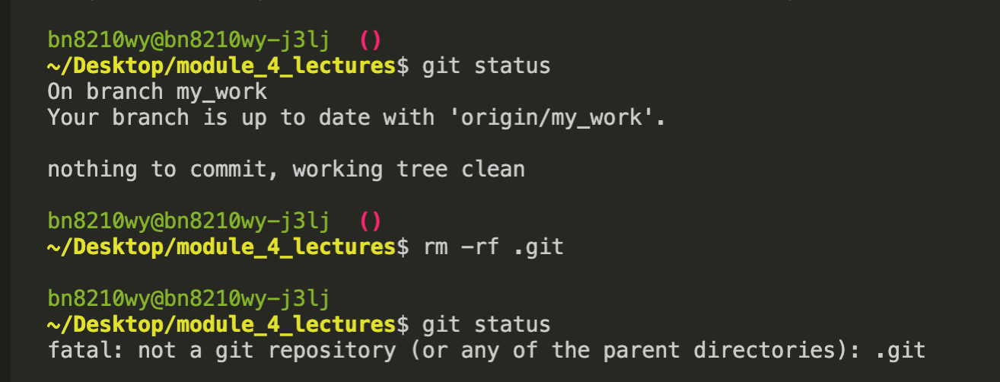 bn8210wy@bn8210wy-j3lj  ()
~/Desktop/module_4_lectures$ git status
On branch my_work
Your branch is up to date with 'origin/my_work'.
nothing to commit, working tree clean
bn8210wy@bn8210wy-j3lj  ()
~/Desktop/module_4_lectures$ rm -rf .git
bn8210wy@bn8210wy-j3lj
~/Desktop/module_4_lectures$ git status
fatal: not a git repository (or any of the parent directories): .git